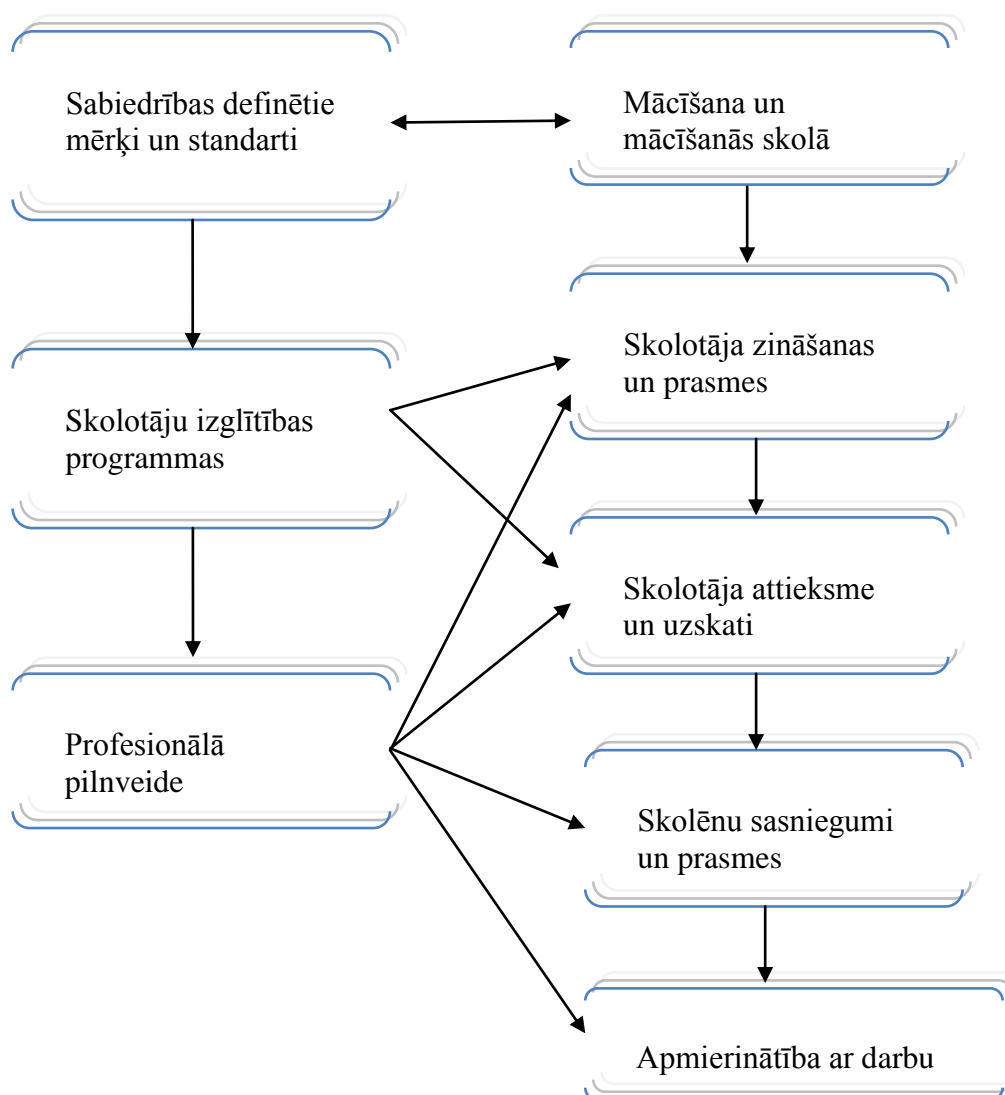 Sabiedrības definētie
mērķi un standarti
Mācīšana un
mācīšanās skolā
Skolotāja zināšanas
un prasmes
Skolotāju izglītības
programmas
Skolotāja attieksme
un uzskati
Profesionālā
pilnveide
Skolēnu sasniegumi
un prasmes
Apmierinātība ar darbu